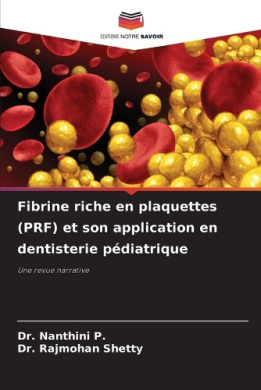 EDITIONS NOTRE SAVOIR
Fibrine riche en plaquettes
(PRF) et son application en
dentisterie pédiatrique
Une revue narrative
Dr. Nanthini P.
Dr. Rajmohan Shetty